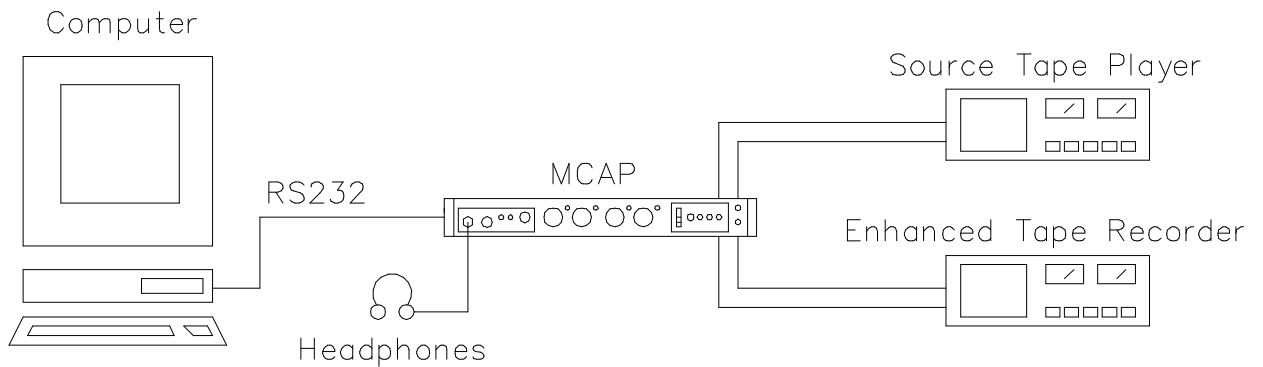 Computer
Source Tape Player
MCAP
RS232
Enhanced Tape Recorder
Headphones